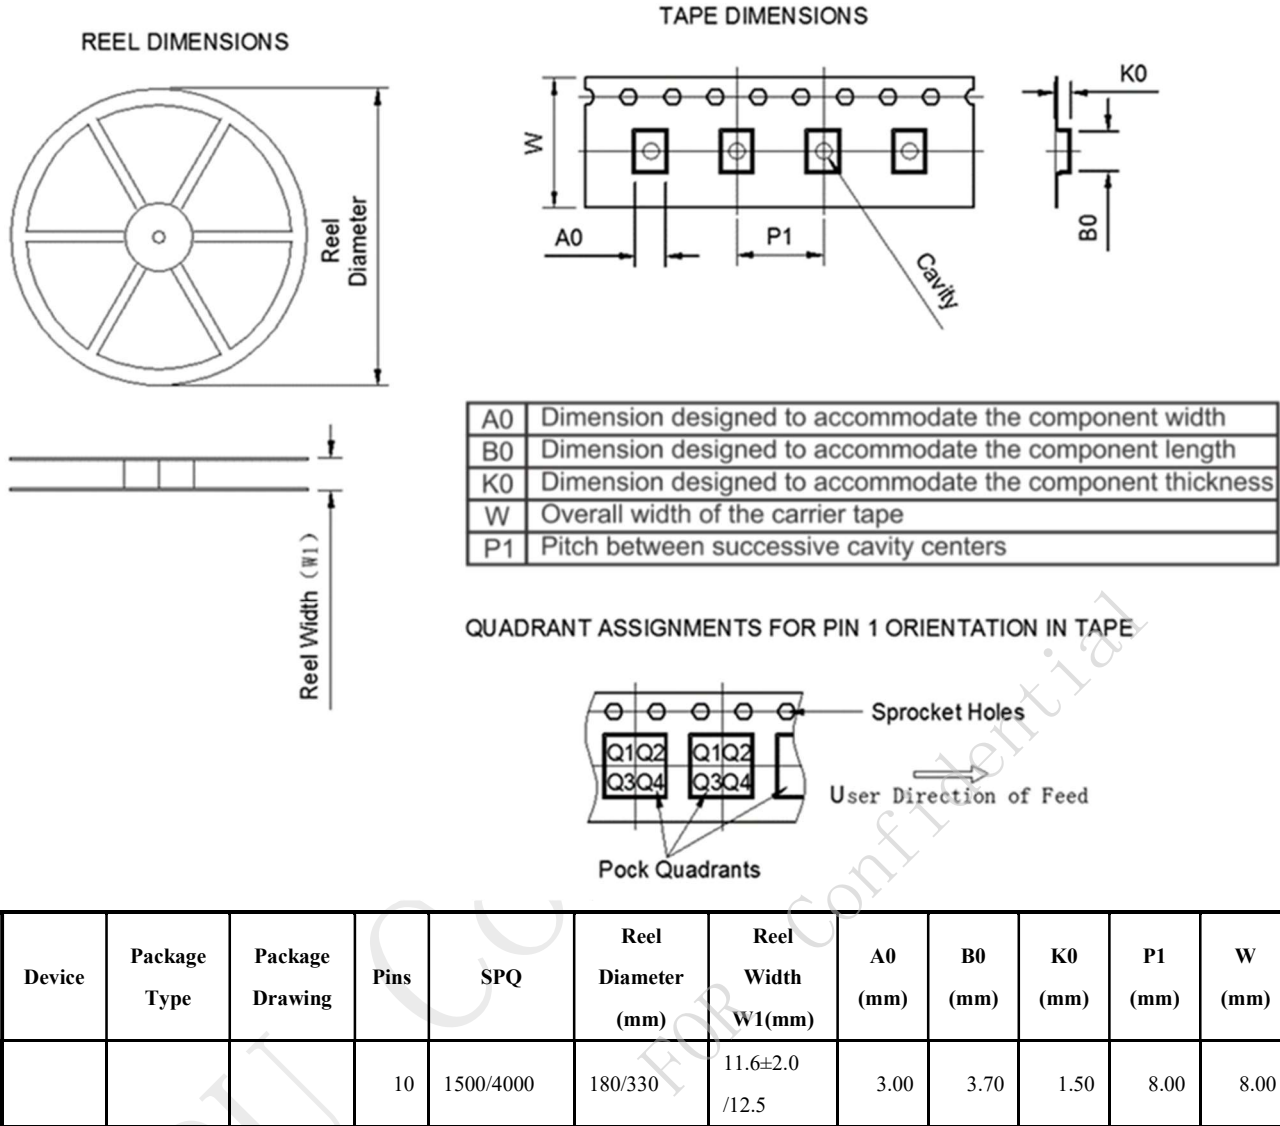 REEL DIMENSIONS
TAPE DIMENSIONS
Reel
Diameter
W
A0
P1
Cavity
K0
B0
Reel Width (W1)
A0 Dimension designed to accommodate the component width
B0 Dimension designed to accommodate the component length
K0 Dimension designed to accommodate the component thickness
W Overall width of the carrier tape
P1 Pitch between successive cavity centers
QUADRANT ASSIGNMENTS FOR PIN 1 ORIENTATION IN TAPE
Sprocket Holes
Q1 Q2 Q1 Q2
Q3 Q4 Q3 Q4
User Direction of Feed
Pock Quadrants
FOR Confidential
Device Package Type Package Drawing Pins SPQ Reel Diameter (mm) Reel Width W1(mm) A0 (mm) B0 (mm) K0 (mm) P1 (mm) W (mm)
10 1500/4000 180/330 11.6±2.0 /12.5 3.00 3.70 1.50 8.00 8.00